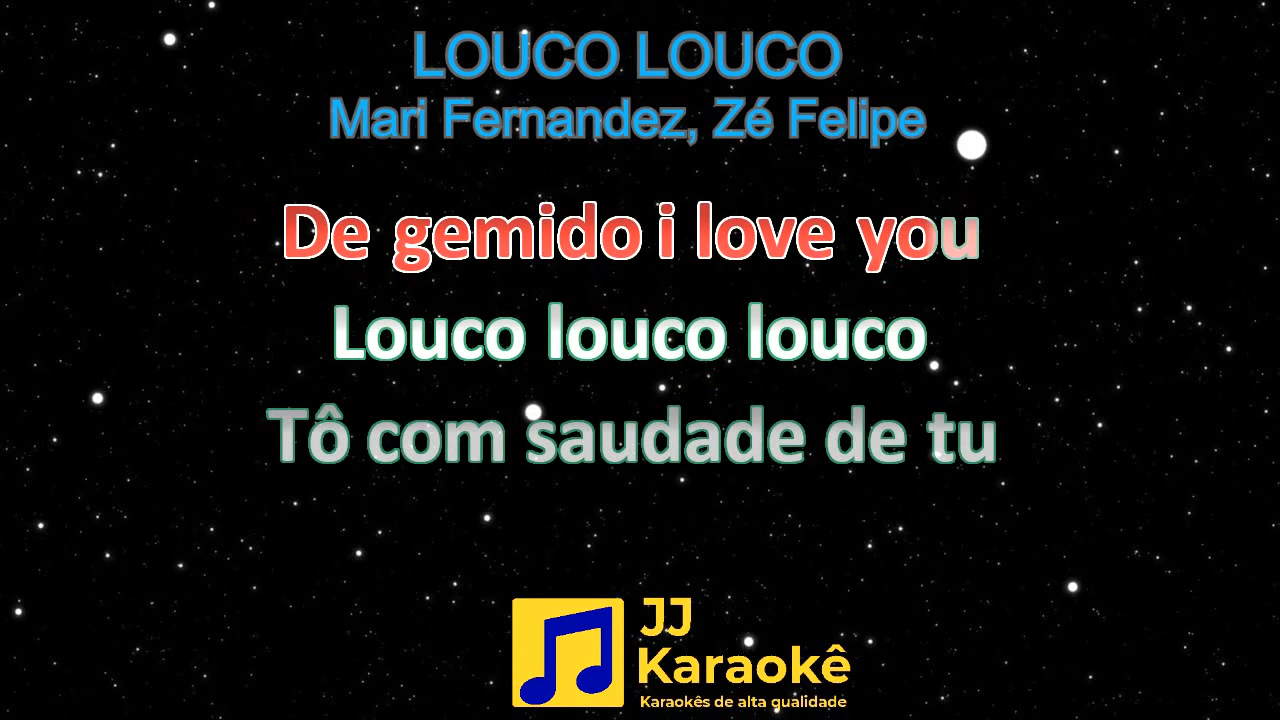 LOUCO LOUCO
Mari Fernandez, Zé Felipe
De gemido i love you
Louco louco louco
Tô com saudade de tu
JJ
Karaokê
Karaokês de alta qualidade